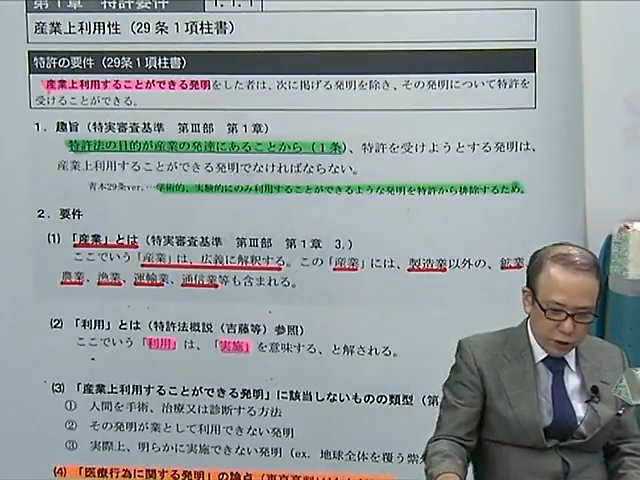 第1章 特許要件 1.1.1
産業上利用性(29条1項柱書)
特許の要件(29条1項柱書)
産業上利用することができる発明をした者は、次に掲げる発明を除き、その発明について特許を
受けることができる。
1.趣旨(特実審査基準 第Ⅲ部 第1章)
特許法の目的が産業の発達にあることから(1条)、特許を受けようとする発明は、
産業上利用することができる発明でなければならない。
青本29条ver.…学術的、実験的にのみ利用することができるような発明を特許から排除するため。
2.要件
(1)「産業」とは(特実審査基準 第Ⅲ部 第1章 3.)
ここでいう「産業」は、広義に解釈する。この「産業」には、製造業以外の、鉱業
農業、漁業、運輸業、通信業等も含まれる。
(2)「利用」とは(特許法概説(吉藤等)参照)
ここでいう「利用」は、「実施」を意味する、と解される。
(3)「産業上利用することができる発明」に該当しないものの類型(第
① 人間を手術、治療又は診断する方法
② その発明が業として利用できない発明
③ 実際上、明らかに実施できない発明(ex. 地球全体を覆う紫
(4)「医療行為に関する発明」の論点